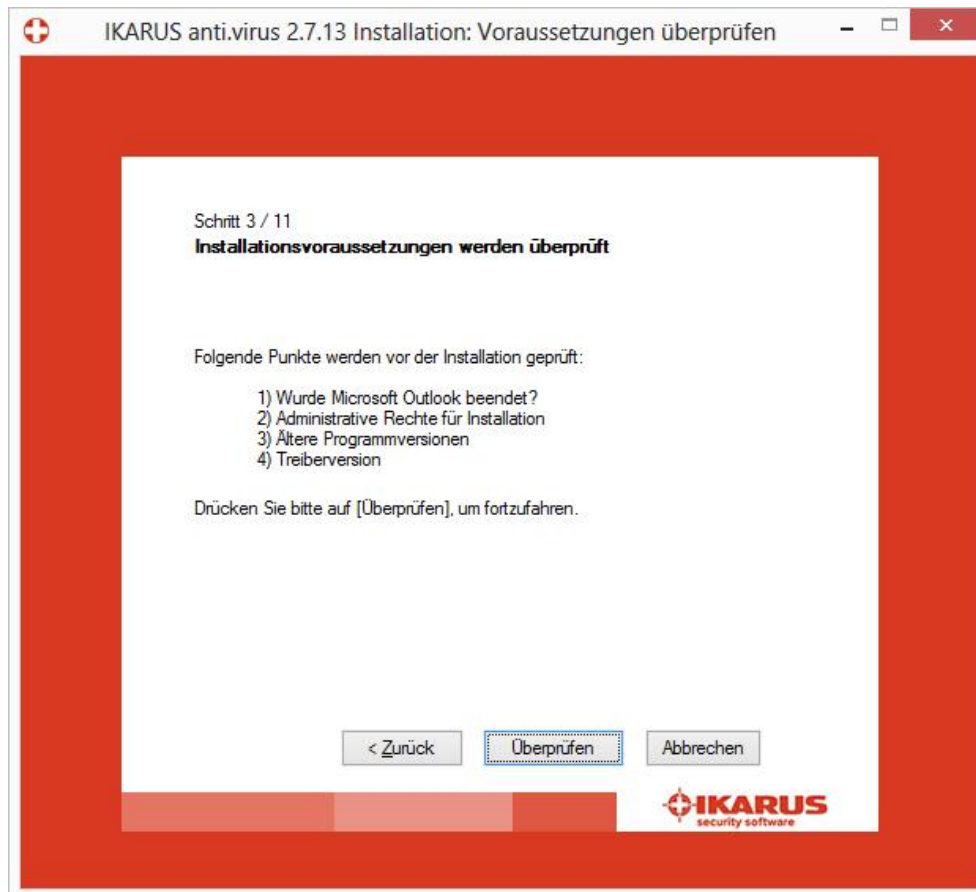 IKARUS anti.virus 2.7.13 Installation: Voraussetzungen überprüfen
Schritt 3 / 11
Installationsvoraussetzungen werden überprüft
Folgende Punkte werden vor der Installation geprüft:
1) Wurde Microsoft Outlook beendet?
2) Administrative Rechte für Installation
3) Ältere Programmversionen
4) Treiberversion
Drücken Sie bitte auf [Überprüfen], um fortzufahren.
< Zurück
Überprüfen
Abbrechen
IKARUS
security software